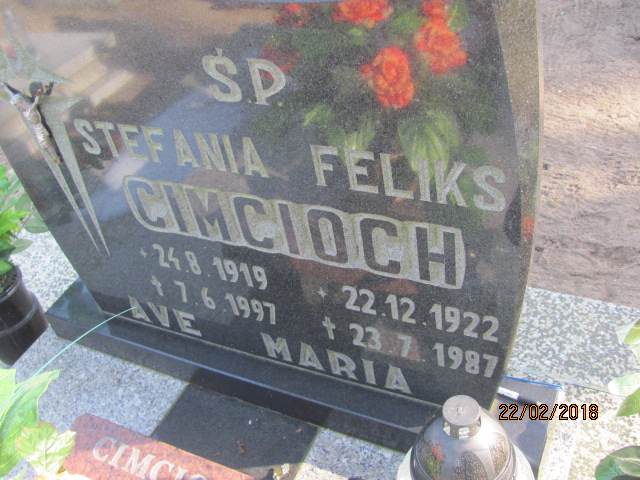 Ś.P.
STEFANIA FELIKS
CIMCIOCH
* 24.8.1919
✝ 7.6.1997
* 22.12.1922
✝ 23.7.1987
AVE MARIA
22/02/2018